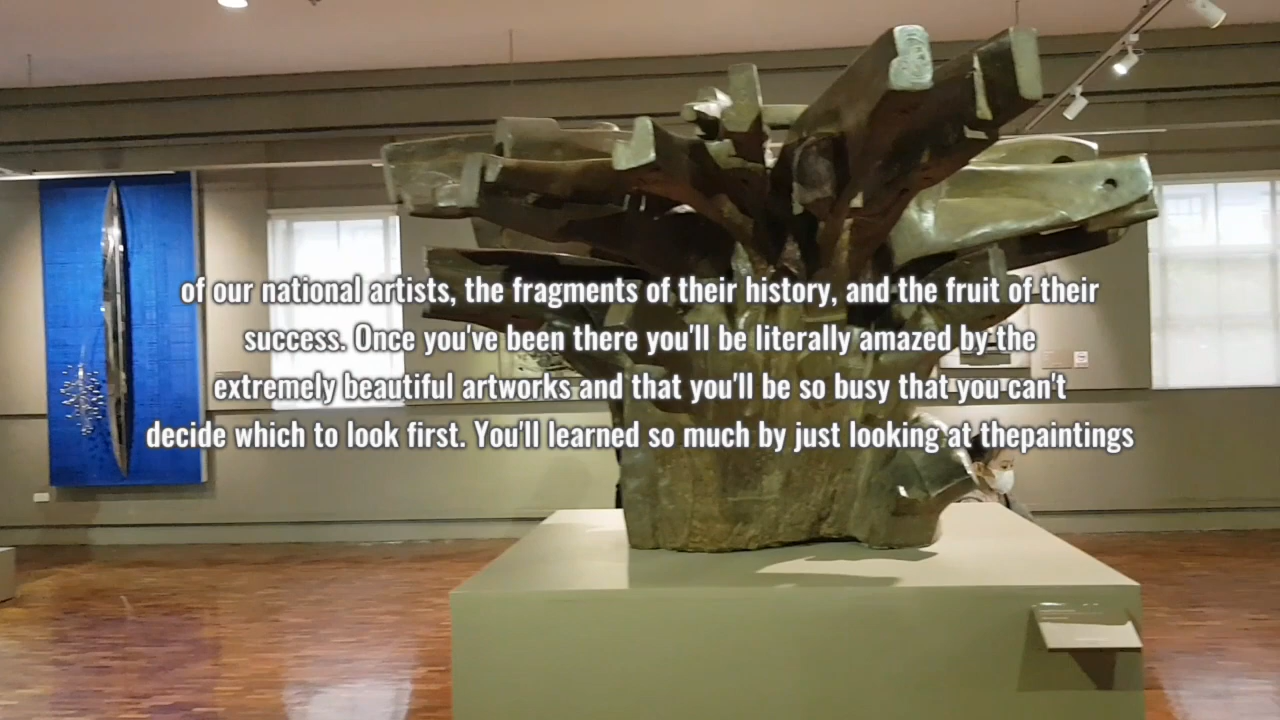 of our national artists, the fragments of their history, and the fruit of their
success. Once you've been there you'll be literally amazed by the
extremely beautiful artworks and that you'll be so busy that you can't
decide which to look first. You'll learned so much by just looking at thepaintings